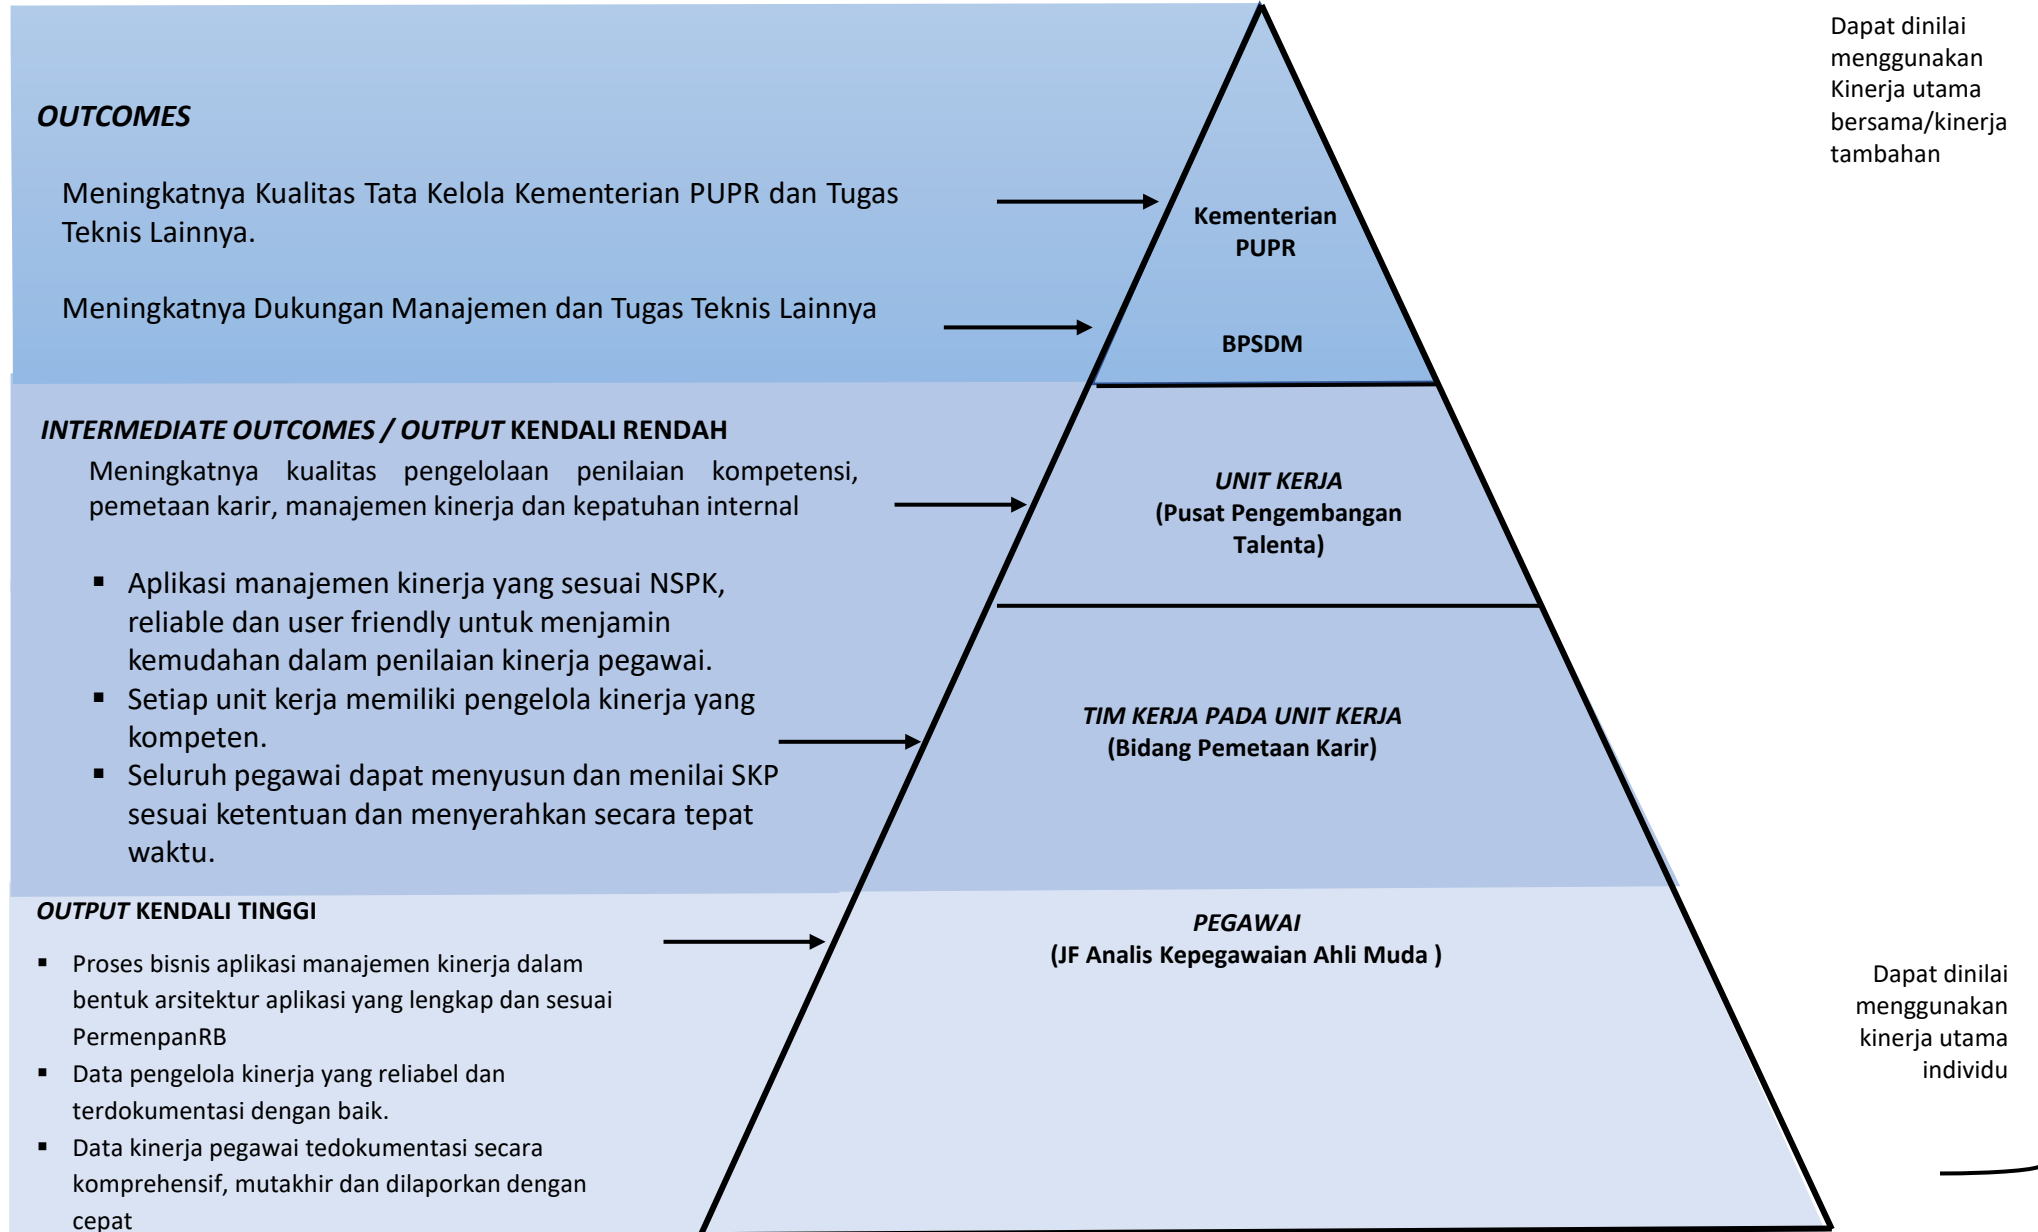 OUTCOMES
Meningkatnya Kualitas Tata Kelola Kementerian PUPR dan Tugas
Teknis Lainnya.
Meningkatnya Dukungan Manajemen dan Tugas Teknis Lainnya
Kementerian
PUPR
BPSDM
Dapat dinilai
menggunakan
Kinerja utama
bersama/kinerja
tambahan
INTERMEDIATE OUTCOMES / OUTPUT KENDALI RENDAH
Meningkatnya kualitas pengelolaan penilaian kompetensi,
pemetaan karir, manajemen kinerja dan kepatuhan internal
▪ Aplikasi manajemen kinerja yang sesuai NSPK,
reliable dan user friendly untuk menjamin
kemudahan dalam penilaian kinerja pegawai.
▪ Setiap unit kerja memiliki pengelola kinerja yang
kompeten.
▪ Seluruh pegawai dapat menyusun dan menilai SKP
sesuai ketentuan dan menyerahkan secara tepat
waktu.
UNIT KERJA
(Pusat Pengembangan
Talenta)
TIM KERJA PADA UNIT KERJA
(Bidang Pemetaan Karir)
OUTPUT KENDALI TINGGI
▪ Proses bisnis aplikasi manajemen kinerja dalam
bentuk arsitektur aplikasi yang lengkap dan sesuai
PermenpanRB
▪ Data pengelola kinerja yang reliabel dan
terdokumentasi dengan baik.
▪ Data kinerja pegawai tedokumentasi secara
komprehensif, mutakhir dan dilaporkan dengan
cepat
PEGAWAI
(JF Analis Kepegawaian Ahli Muda )
Dapat dinilai
menggunakan
kinerja utama
individu